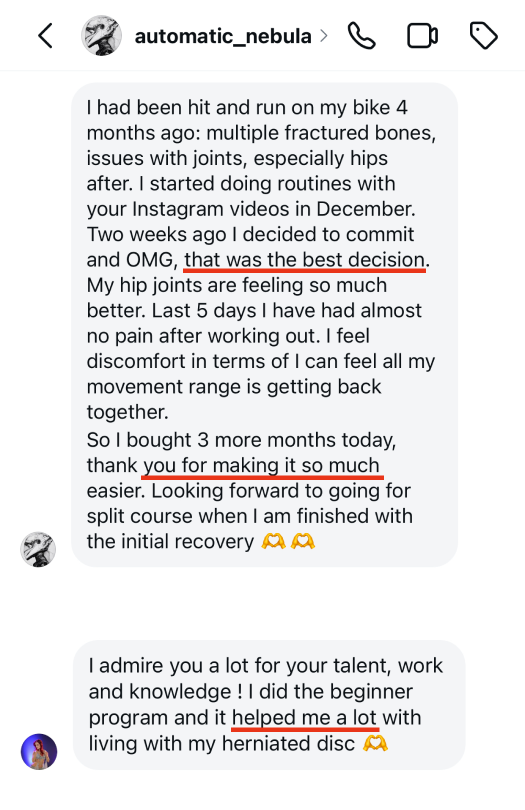 automatic_nebula
I had been hit and run on my bike 4
months ago: multiple fractured bones,
issues with joints, especially hips
after. I started doing routines with
your Instagram videos in December.
Two weeks ago I decided to commit
and OMG, that was the best decision.
My hip joints are feeling so much
better. Last 5 days I have had almost
no pain after working out. I feel
discomfort in terms of I can feel all my
movement range is getting back
together.
So I bought 3 more months today,
thank you for making it so much
easier. Looking forward to going for
split course when I am finished with
the initial recovery 🫶 🫶
I admire you a lot for your talent, work
and knowledge ! I did the beginner
program and it helped me a lot with
living with my herniated disc 🫶